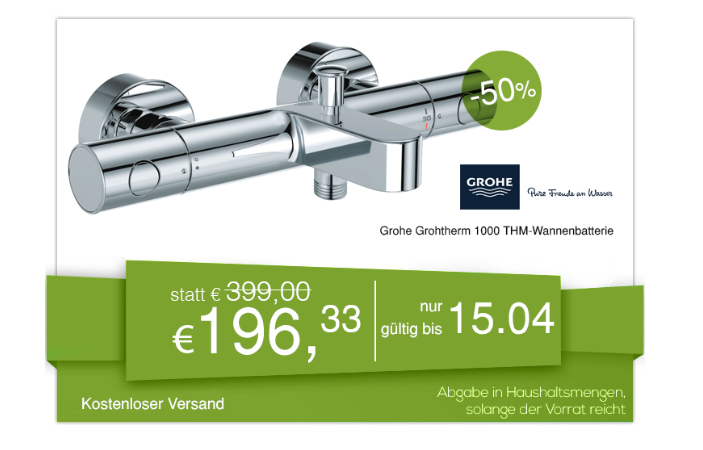 -50%
GROHE
Pure Freude an Wasser
Grohe Grohtherm 1000 THM-Wannenbatterie
statt € 399,00
€196,33
nur
gültig bis 15.04
Kostenloser Versand
Abgabe in Haushaltsmengen,
solange der Vorrat reicht